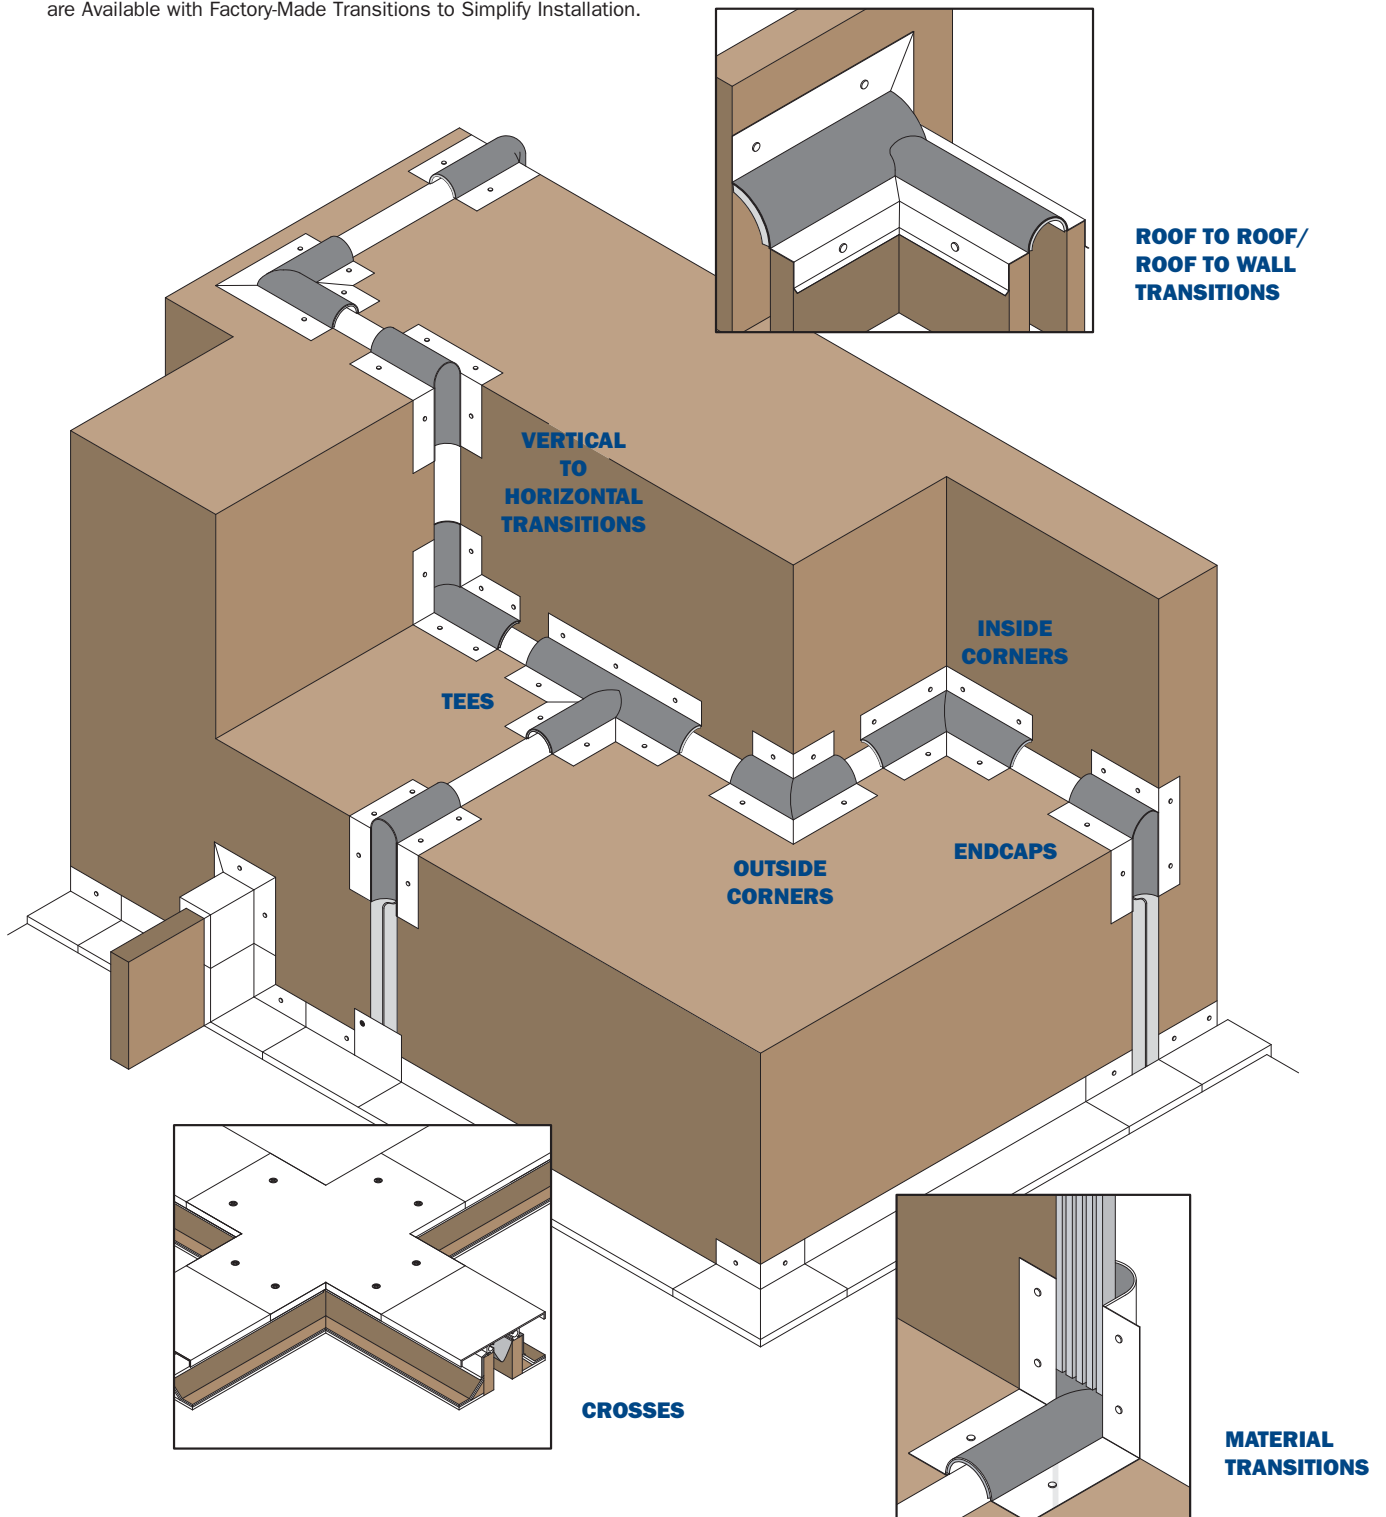 are Available with Factory-Made Transitions to Simplify Installation.
ROOF TO ROOF/
ROOF TO WALL
TRANSITIONS
VERTICAL
TO
HORIZONTAL
TRANSITIONS
INSIDE
CORNERS
TEES
OUTSIDE
CORNERS
ENDCAPS
CROSSES
MATERIAL
TRANSITIONS